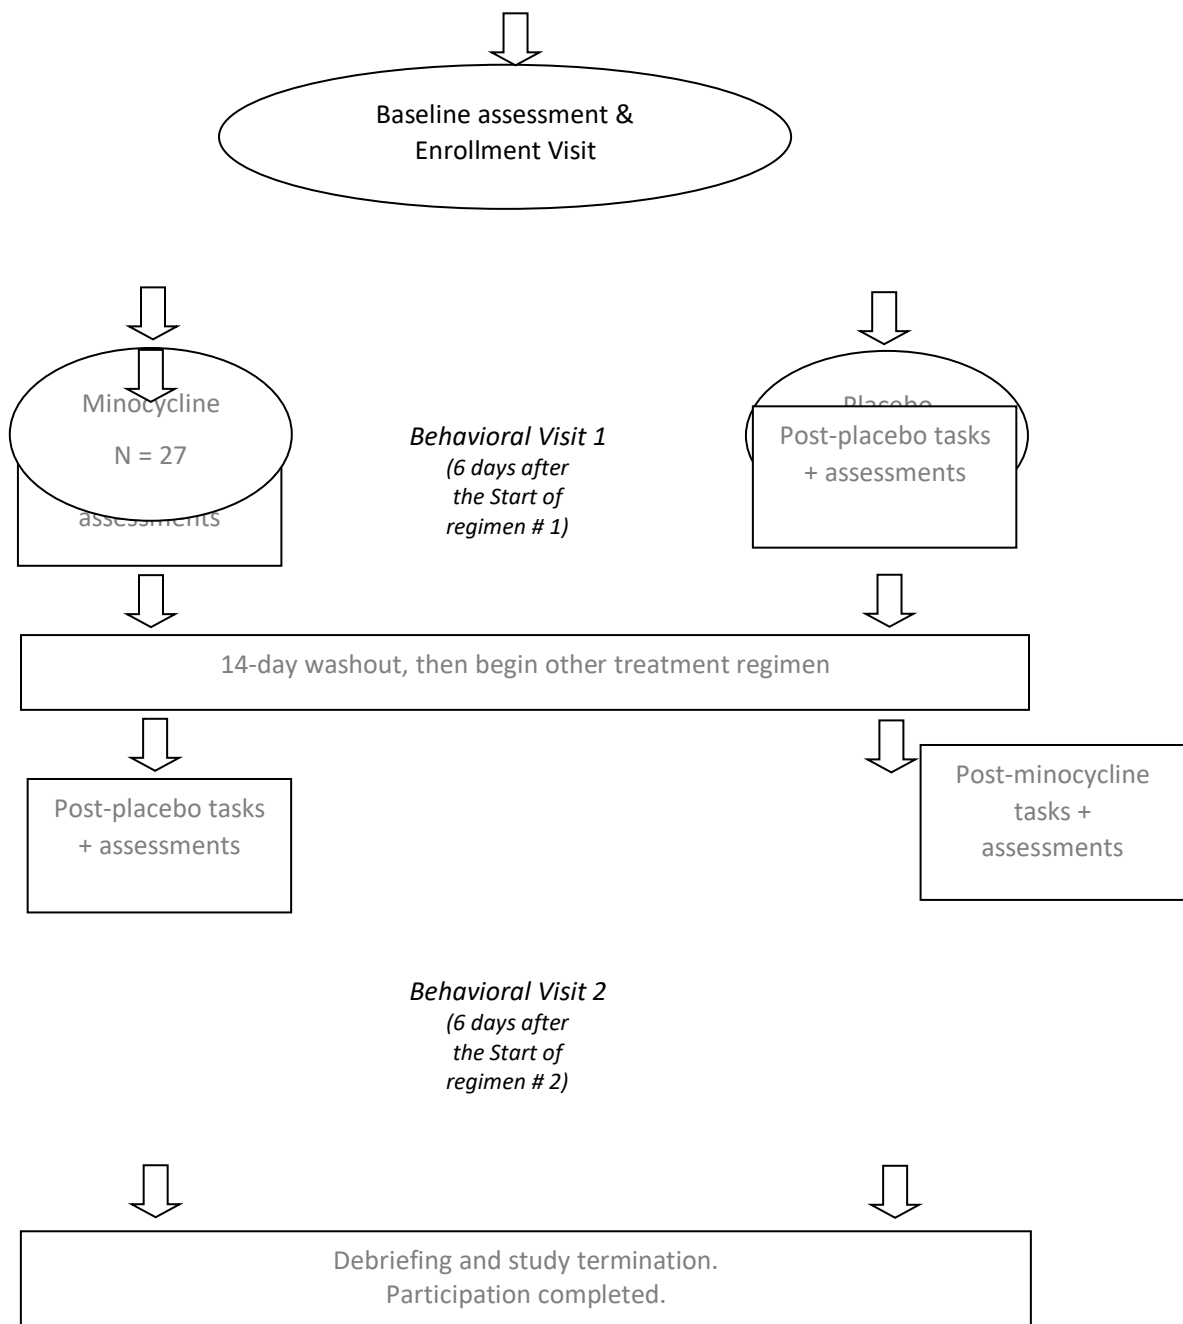 Baseline assessment &
Enrollment Visit
Minocycline
N = 27
assessments
Behavioral Visit 1
(6 days after
the Start of
regimen # 1)
Placebo
Post-placebo tasks
+ assessments
14-day washout, then begin other treatment regimen
Post-placebo tasks
+ assessments
Post-minocycline
tasks +
assessments
Behavioral Visit 2
(6 days after
the Start of
regimen # 2)
Debriefing and study termination.
Participation completed.